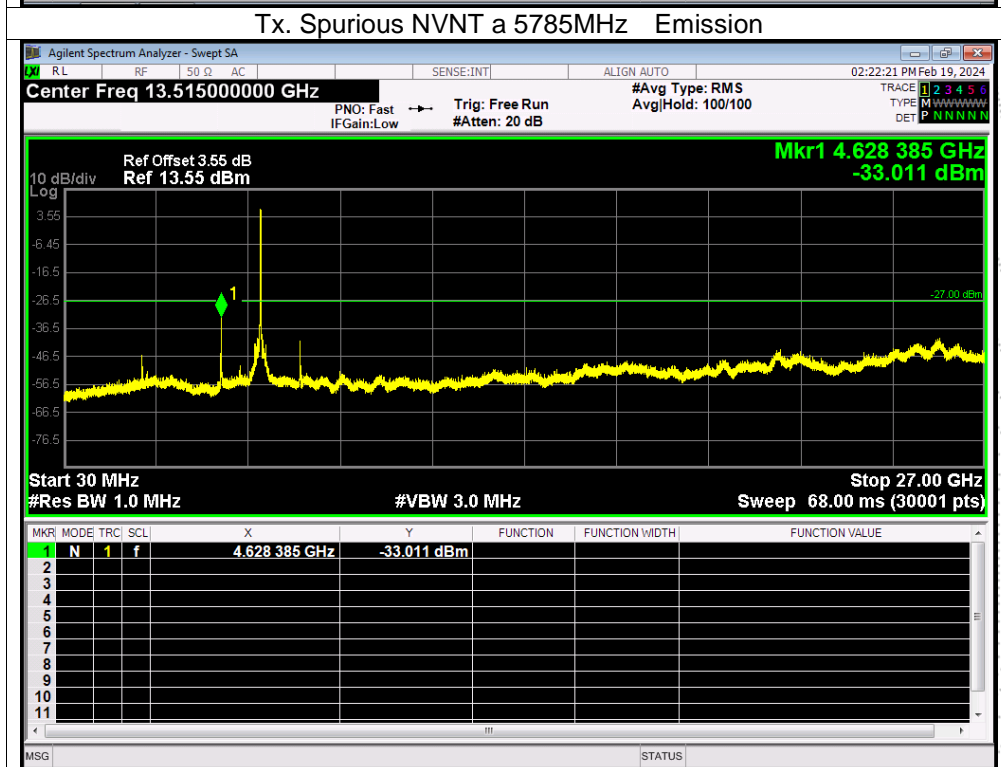 Tx. Spurious NVNT a 5785MHz Emission
Agilent Spectrum Analyzer - Swept SA
LXI RL RF 50 Ω AC SENSE:INT ALIGN AUTO 02:22:21 PM Feb 19, 2024
Center Freq 13.515000000 GHz
PNO: Fast
IFGain:Low
Trig: Free Run
#Atten: 20 dB
#Avg Type: RMS
Avg|Hold: 100/100
TRACE 1 2 3 4 5 6
TYPE M WWWWW
DET P N N N N N
Mkr1 4.628 385 GHz
-33.011 dBm
Ref Offset 3.55 dB
10 dB/div Ref 13.55 dBm
Log
3.55
-6.45
-16.5
-26.5
-36.5
-46.5
-56.5
-66.5
-76.5
1
-27.00 dBm
Start 30 MHz Stop 27.00 GHz
#Res BW 1.0 MHz #VBW 3.0 MHz Sweep 68.00 ms (30001 pts)
MKR MODE TRC SCL X Y FUNCTION FUNCTION WIDTH FUNCTION VALUE
1 N 1 f 4.628 385 GHz -33.011 dBm
2
3
4
5
6
7
8
9
10
11
MSG STATUS